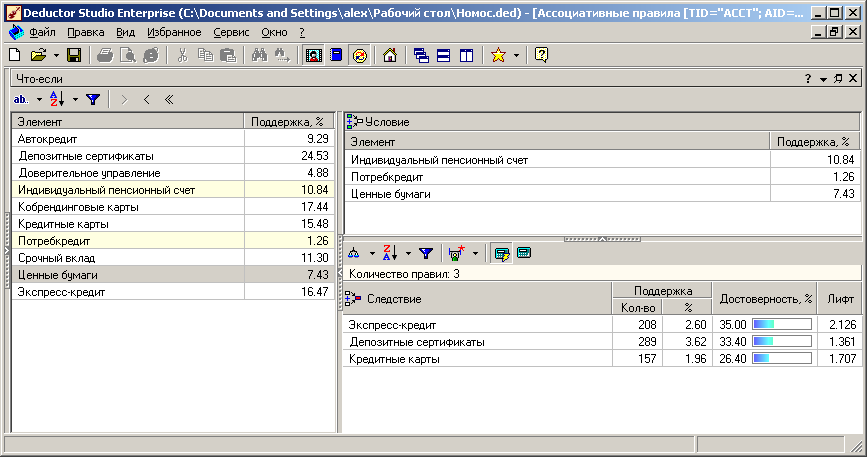 Deductor Studio Enterprise (C:\Documents and Settings\alex\Рабочий стол\Номос.ded) - [Ассоциативные правила [TID="ACCT"; AID=...
Файл Правка Вид Избранное Сервис Окно ?
Что-если
ab..
Элемент Поддержка, %
Автокредит 9.29
Депозитные сертификаты 24.53
Доверительное управление 4.88
Индивидуальный пенсионный счет 10.84
Кобрендинговые карты 17.44
Кредитные карты 15.48
Потребкредит 1.26
Срочный вклад 11.30
Ценные бумаги 7.43
Экспресс-кредит 16.47
Условие
Элемент Поддержка, %
Индивидуальный пенсионный счет 10.84
Потребкредит 1.26
Ценные бумаги 7.43
Количество правил: 3
Следствие Поддержка Достоверность, % Лифт
Кол-во %
Экспресс-кредит 208 2.60 35.00 2.126
Депозитные сертификаты 289 3.62 33.40 1.361
Кредитные карты 157 1.96 26.40 1.707